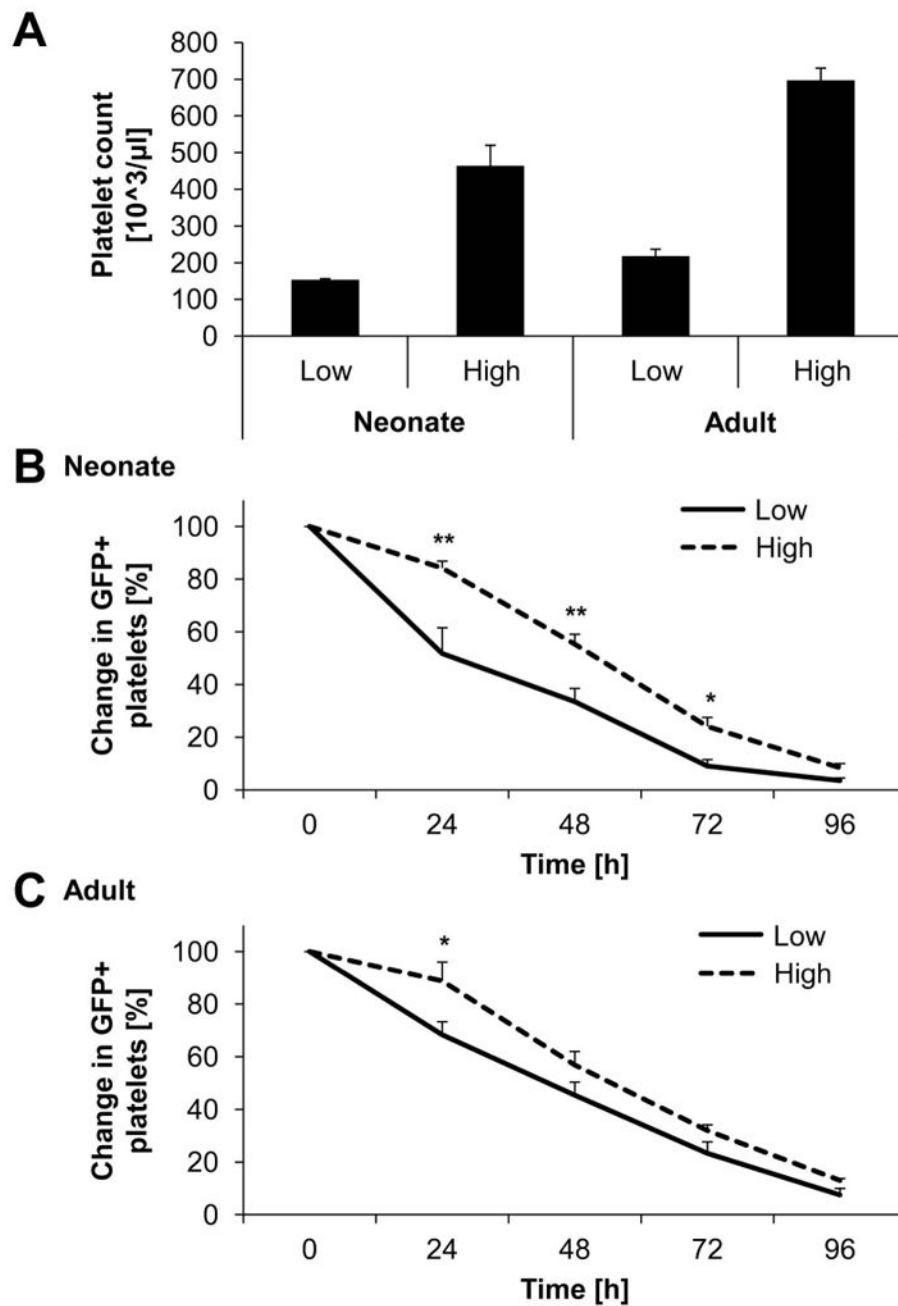 A
800
700
600
500
400
300
200
100
0
Platelet count
[10^3/µl]
Low High Low High
Neonate Adult
B Neonate
Low
High
100
80
60
40
20
0
Change in GFP+
platelets [%]
** ** *
0 24 48 72 96
Time [h]
C Adult
Low
High
100
80
60
40
20
0
Change in GFP+
platelets [%]
*
0 24 48 72 96
Time [h]